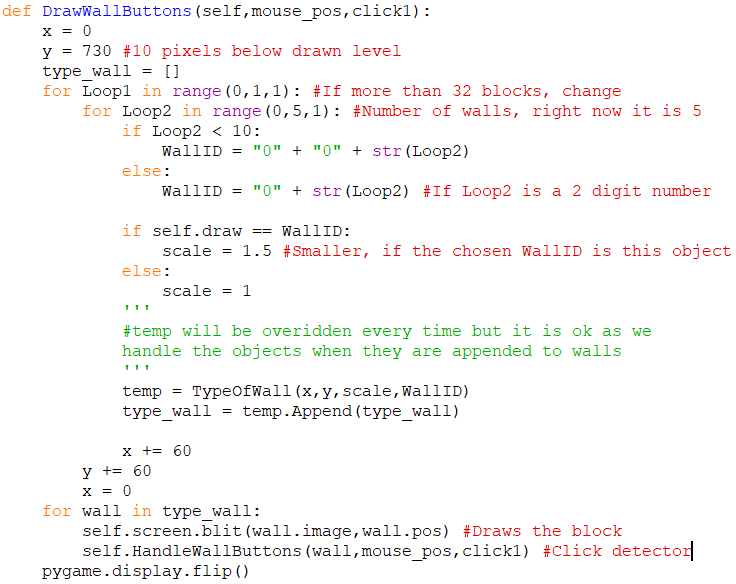 def DrawWallButtons(self,mouse_pos,click1):
    x = 0
    y = 730 #10 pixels below drawn level
    type_wall = []
    for Loop1 in range(0,1,1): #If more than 32 blocks, change
        for Loop2 in range(0,5,1): #Number of walls, right now it is 5
            if Loop2 < 10:
                WallID = "0" + "0" + str(Loop2)
            else:
                WallID = "0" + str(Loop2) #If Loop2 is a 2 digit number

            if self.draw == WallID:
                scale = 1.5 #Smaller, if the chosen WallID is this object
            else:
                scale = 1
            '''
            #temp will be overidden every time but it is ok as we
            handle the objects when they are appended to walls
            '''
            temp = TypeOfWall(x,y,scale,WallID)
            type_wall = temp.Append(type_wall)

            x += 60
        y += 60
        x = 0
    for wall in type_wall:
        self.screen.blit(wall.image,wall.pos) #Draws the block
        self.HandleWallButtons(wall,mouse_pos,click1) #Click detector
    pygame.display.flip()